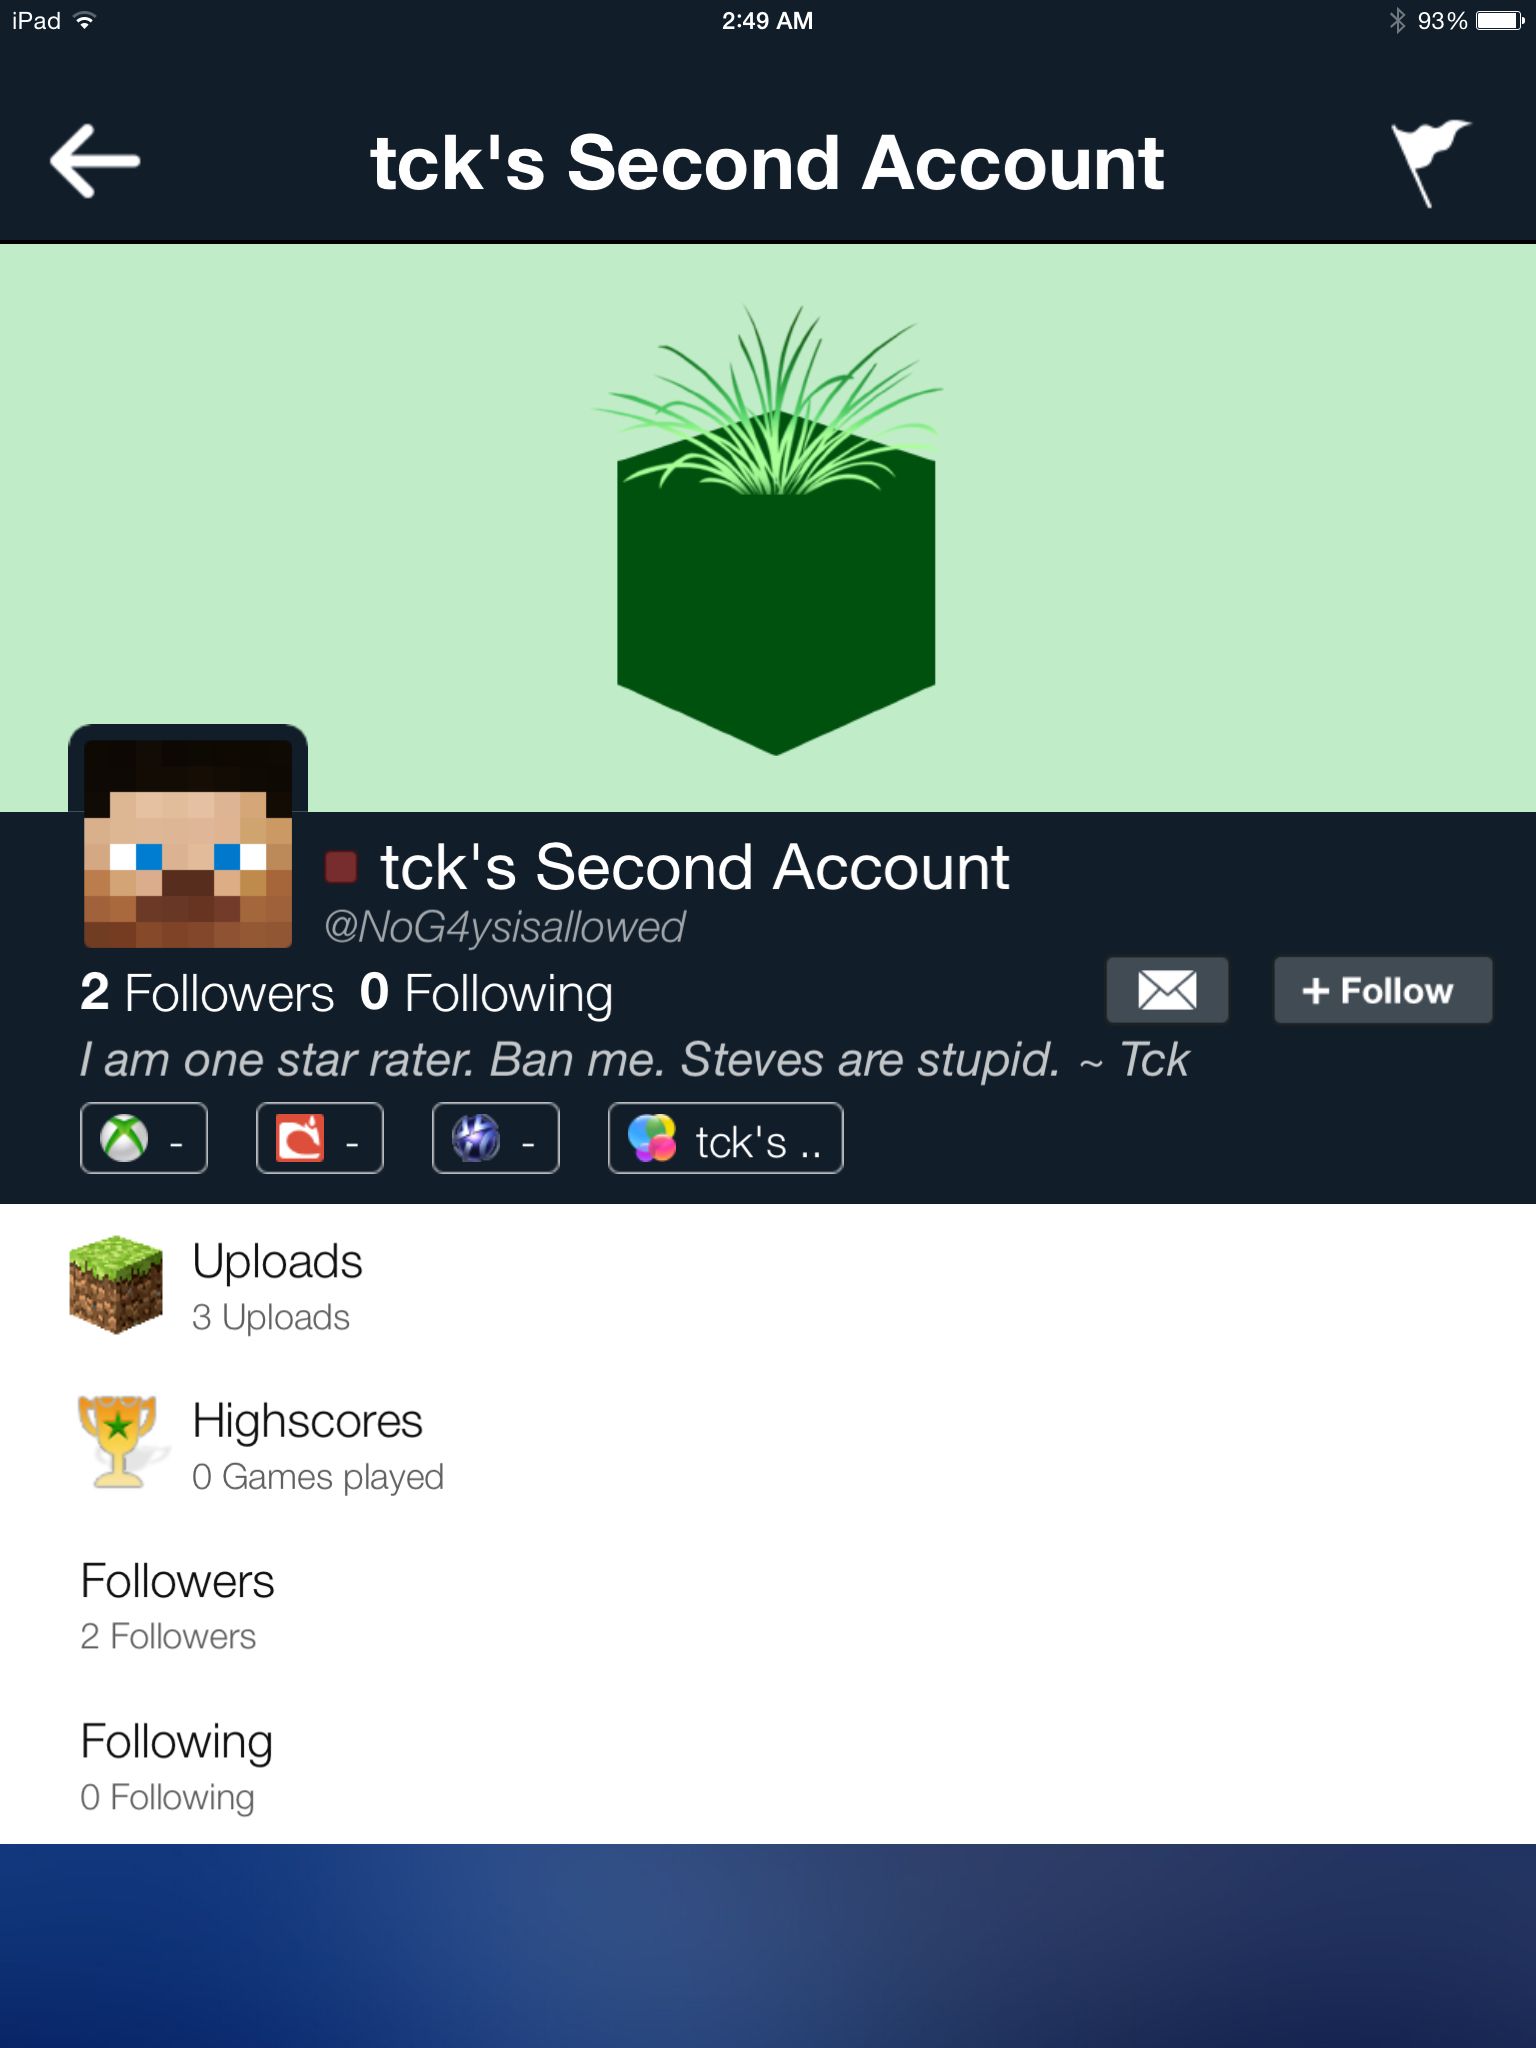 iPad 2:49 AM 93%
tck's Second Account
tck's Second Account
@NoG4ysisallowed
2 Followers 0 Following
+ Follow
I am one star rater. Ban me. Steves are stupid. ~ Tck
- - - tck's ..
Uploads
3 Uploads
Highscores
0 Games played
Followers
2 Followers
Following
0 Following